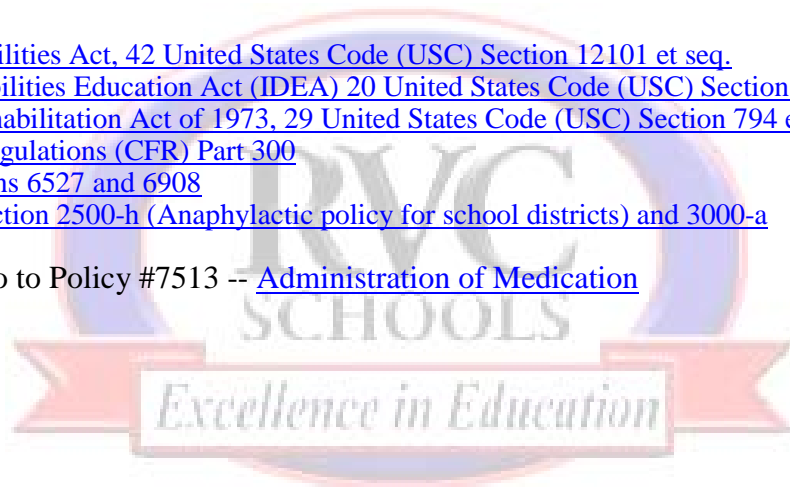 ilities Act, 42 United States Code (USC) Section 12101 et seq.
bilities Education Act (IDEA) 20 United States Code (USC) Section
habilitation Act of 1973, 29 United States Code (USC) Section 794 e
gulations (CFR) Part 300
ns 6527 and 6908
ction 2500-h (Anaphylactic policy for school districts) and 3000-a
o to Policy #7513 -- Administration of Medication
RVC
SCHOOLS
Excellence in Education